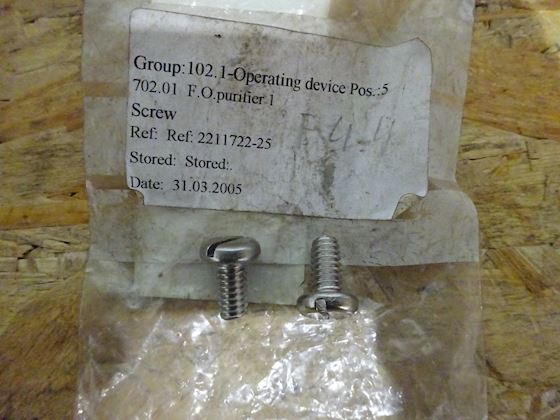 Group:102.1-Operating device Pos.:5
702.01 F.O.purifier 1
Screw
Ref: Ref: 2211722-25
Stored: Stored:.
Date: 31.03.2005